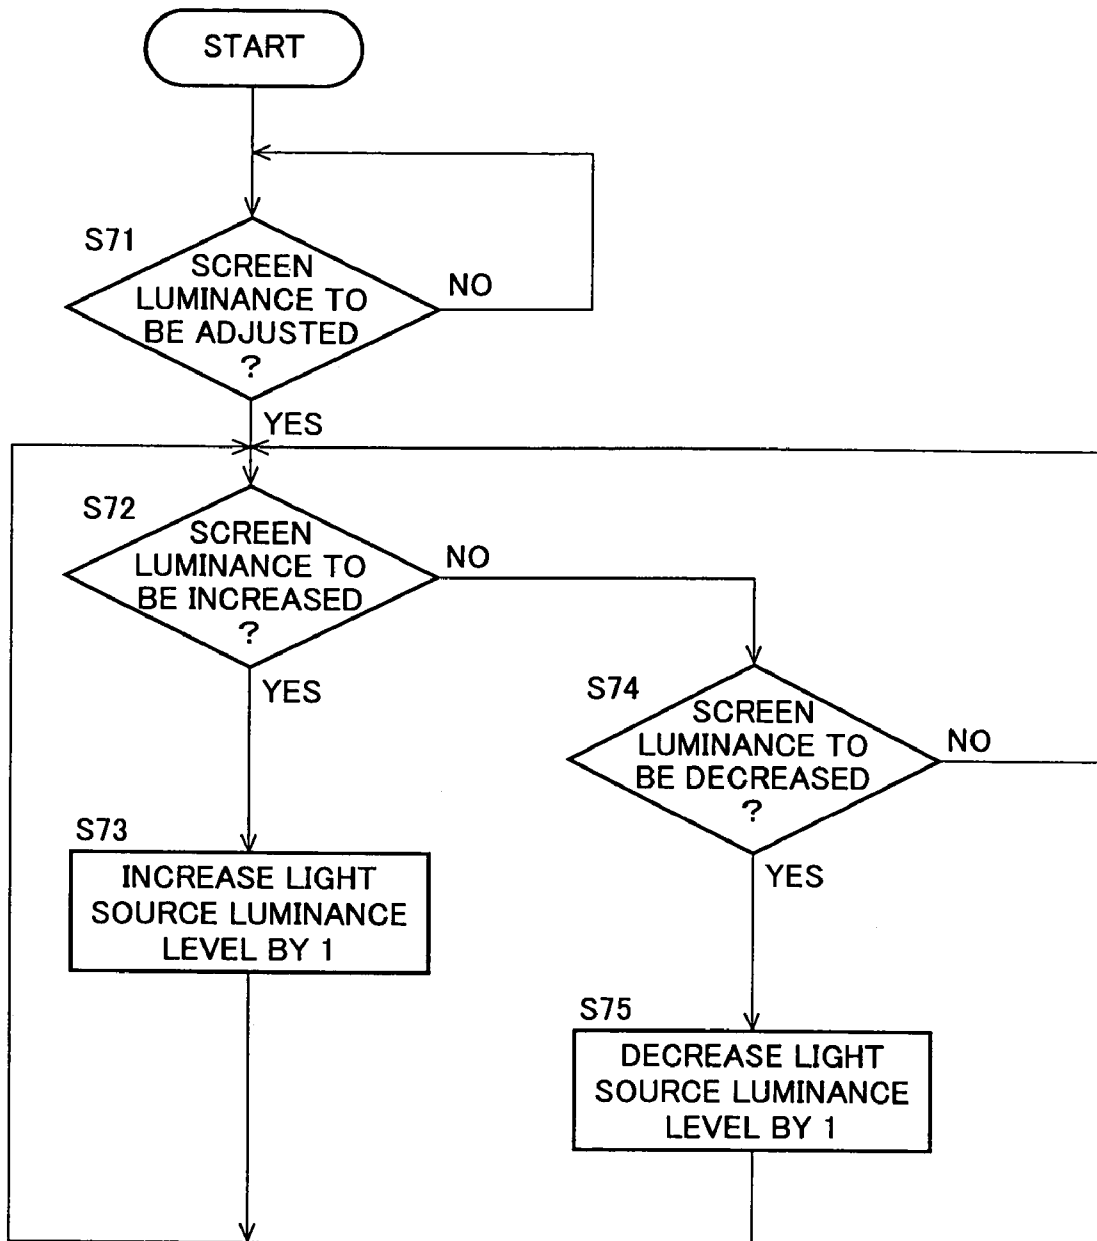 START
S71
SCREEN
LUMINANCE TO
BE ADJUSTED
?
NO
YES
S72
SCREEN
LUMINANCE TO
BE INCREASED
?
NO
YES
S74
SCREEN
LUMINANCE TO
BE DECREASED
?
NO
YES
S73
INCREASE LIGHT
SOURCE LUMINANCE
LEVEL BY 1
S75
DECREASE LIGHT
SOURCE LUMINANCE
LEVEL BY 1